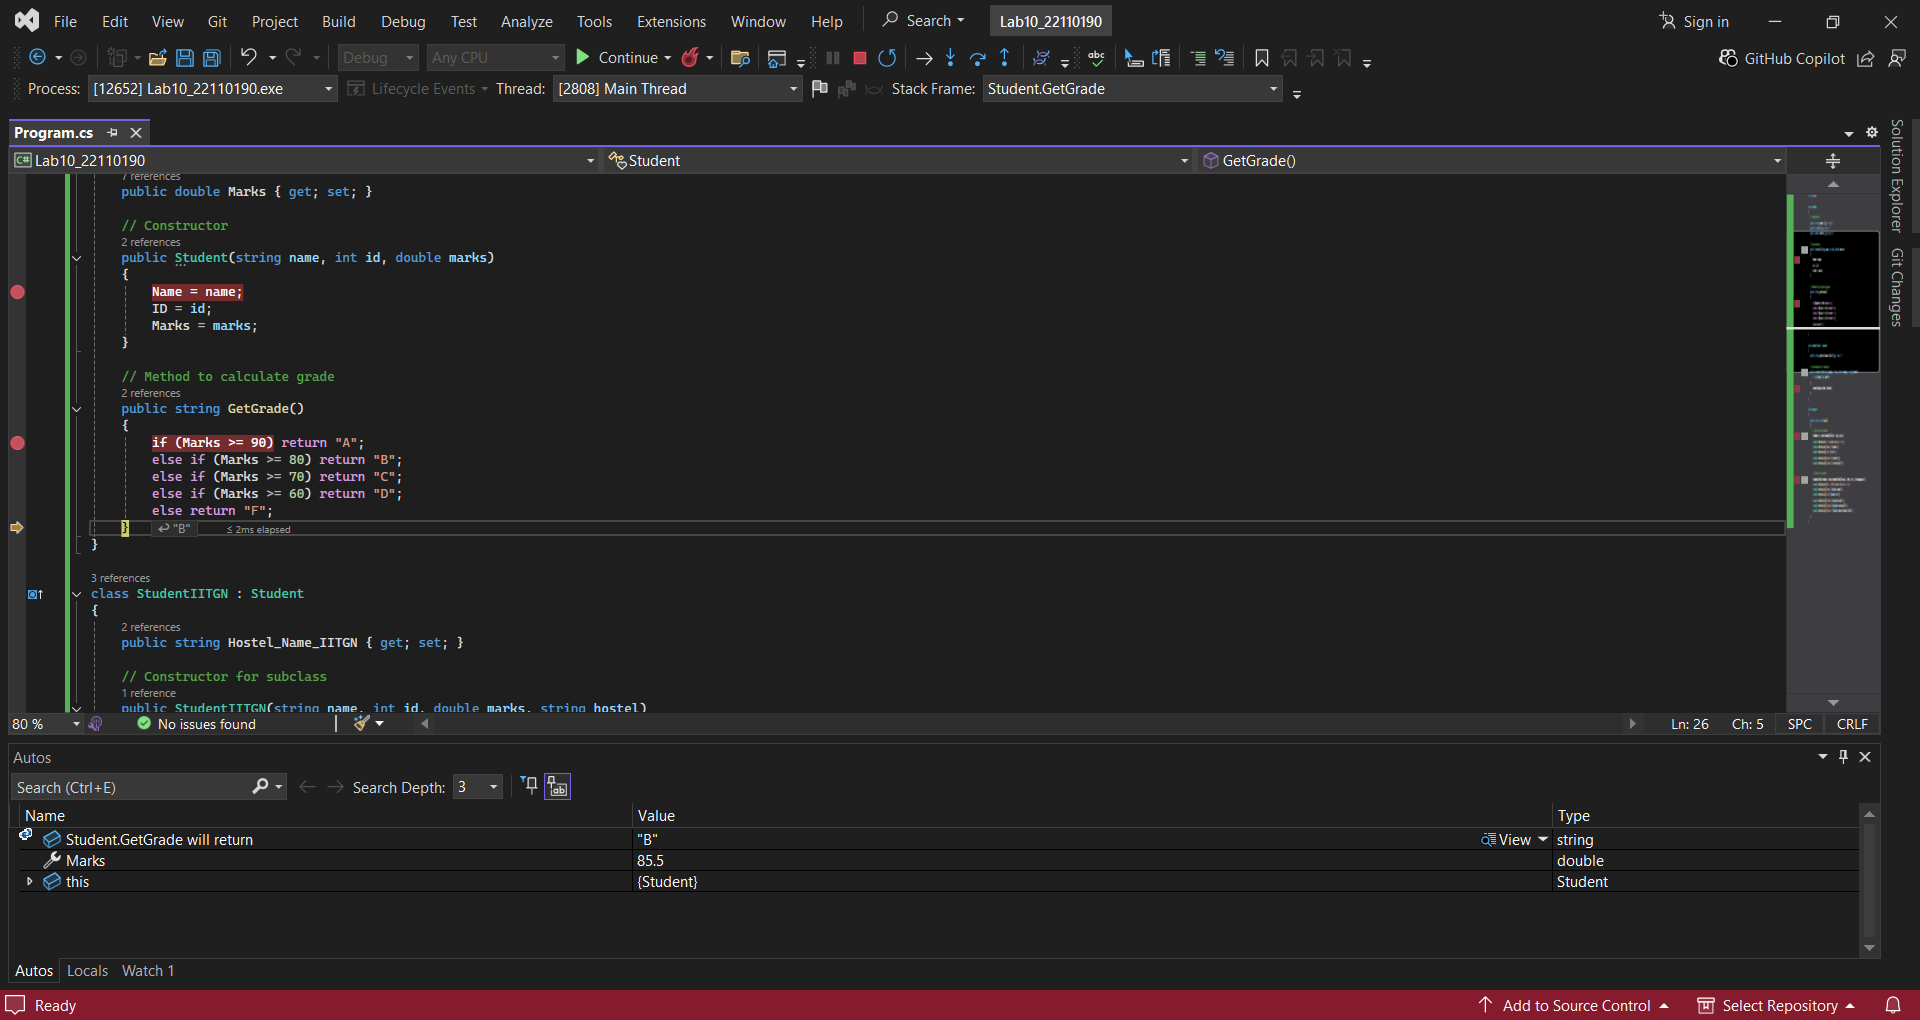 File Edit View Git Project Build Debug Test Analyze Tools Extensions Window Help Search Lab10_22110190 Sign in
Debug Any CPU Continue GitHub Copilot
Process: [12652] Lab10_22110190.exe Lifecycle Events Thread: [2808] Main Thread Stack Frame: Student.GetGrade
Program.cs
C# Lab10_22110190 Student GetGrade()
7 references
public double Marks { get; set; }
// Constructor
2 references
public Student(string name, int id, double marks)
{
Name = name;
ID = id;
Marks = marks;
}
// Method to calculate grade
2 references
public string GetGrade()
{
if (Marks >= 90) return "A";
else if (Marks >= 80) return "B";
else if (Marks >= 70) return "C";
else if (Marks >= 60) return "D";
else return "F";
} "B" ≤ 2ms elapsed
}
3 references
class StudentIITGN : Student
{
2 references
public string Hostel_Name_IITGN { get; set; }
// Constructor for subclass
1 reference
public StudentIITGN(string name, int id, double marks, string hostel)
80 % No issues found Ln: 26 Ch: 5 SPC CRLF
Solution Explorer
Git Changes
Autos
Search (Ctrl+E) Search Depth: 3
Name Value Type
Student.GetGrade will return "B" View string
Marks 85.5 double
this {Student} Student
Autos Locals Watch 1
Ready Add to Source Control Select Repository